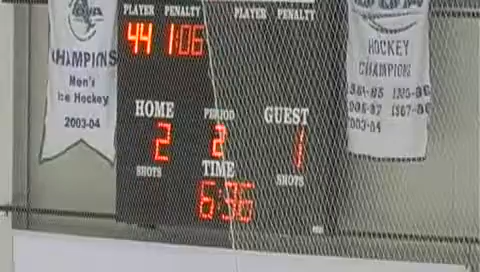 PLAYER PENALTY PLAYER PENALTY
44 1:06
HOME PERIOD GUEST
2 2 1
SHOTS TIME SHOTS
6:36
CHAMPIONS
Men's
Ice Hockey
2003-04
HOCKEY
CHAMPIONS
2003-04